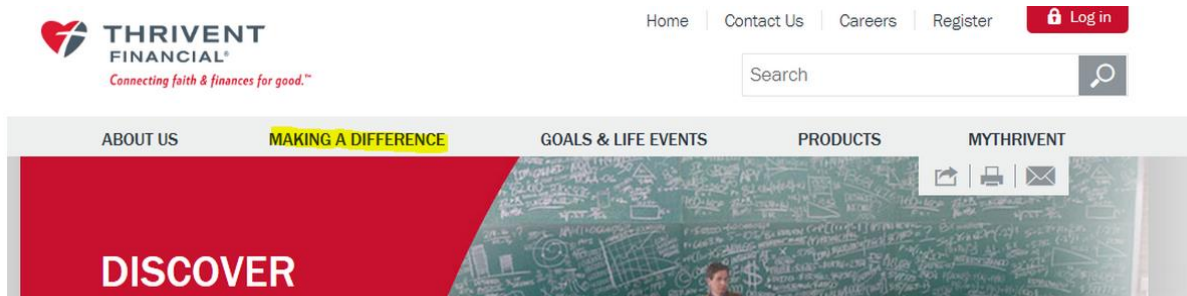 Home Contact Us Careers Register Log in
THRIVENT
FINANCIAL®
Connecting faith & finances for good.™
Search
ABOUT US MAKING A DIFFERENCE GOALS & LIFE EVENTS PRODUCTS MYTHRIVENT
DISCOVER